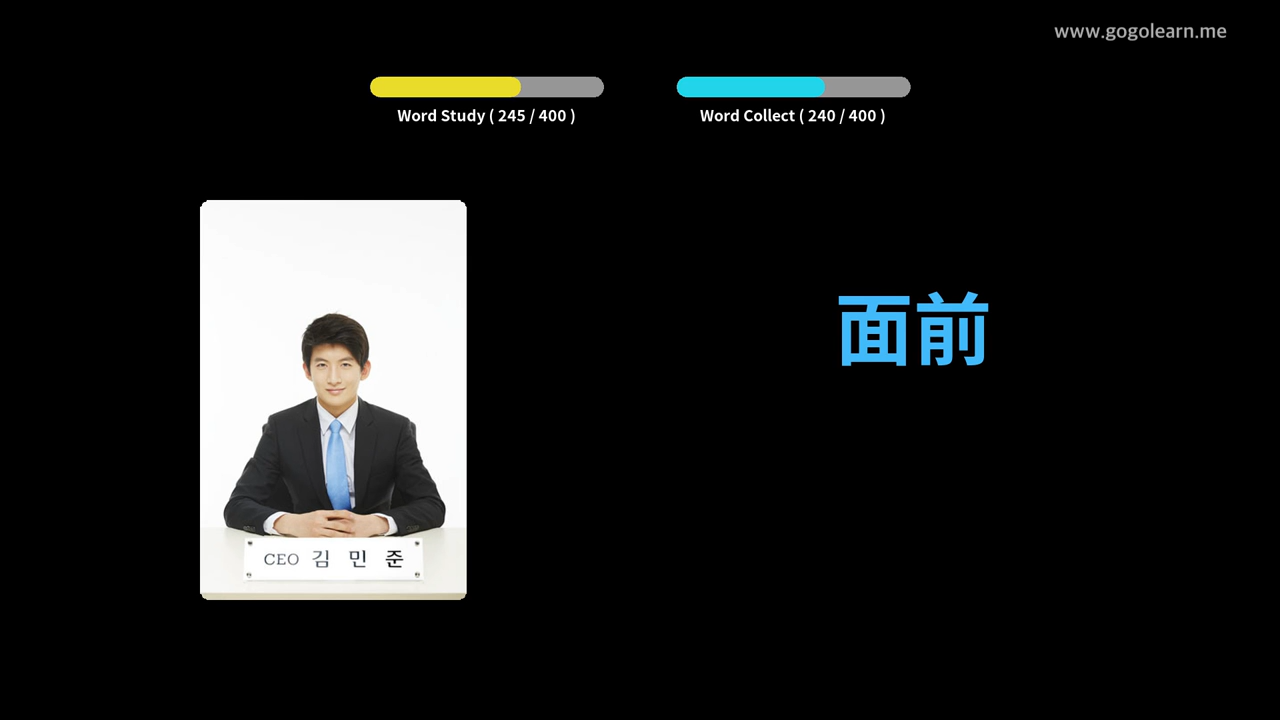 www.gogolearn.me
Word Study ( 245 / 400 )
Word Collect ( 240 / 400 )
面前
CEO 김 민 준